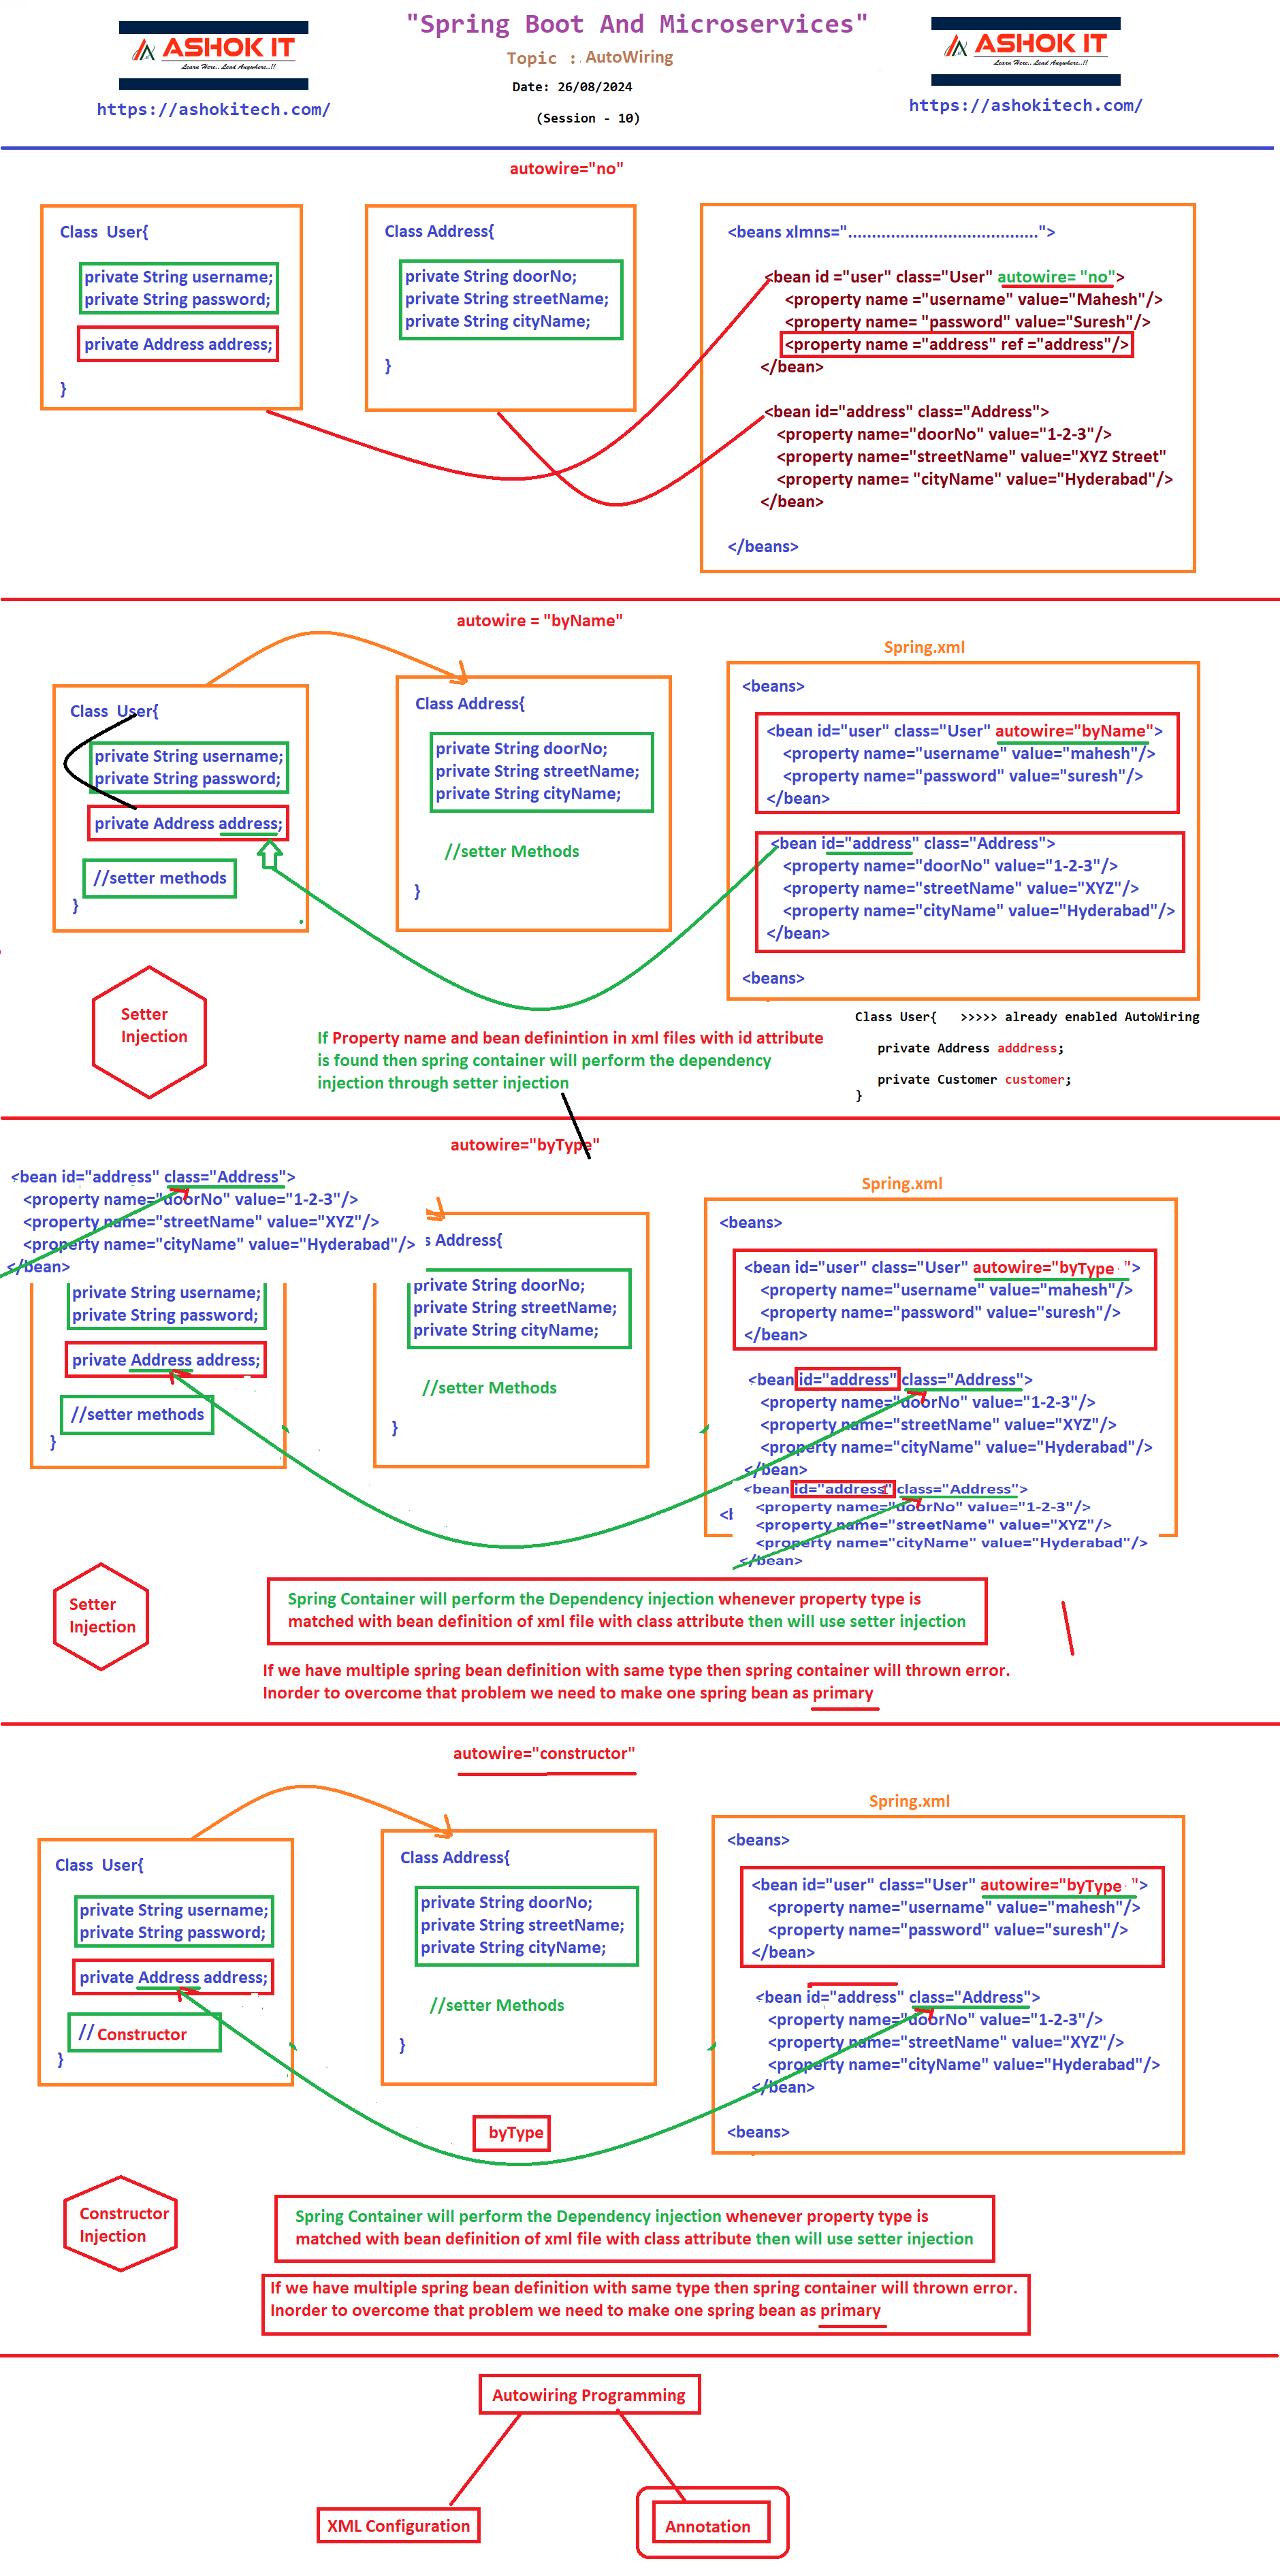 "Spring Boot And Microservices"
ASHOK IT
Learn Here.. Lead Anywhere..!!
https://ashokitech.com/
Topic : AutoWiring
Date: 26/08/2024
(Session - 10)
ASHOK IT
Learn Here.. Lead Anywhere..!!
https://ashokitech.com/
autowire="no"
Class User{
private String username;
private String password;
private Address address;
}
Class Address{
private String doorNo;
private String streetName;
private String cityName;
}
<beans xlmns="........................................">
<bean id ="user" class="User" autowire= "no">
<property name ="username" value="Mahesh"/>
<property name= "password" value="Suresh"/>
<property name ="address" ref ="address"/>
</bean>
<bean id="address" class="Address">
<property name="doorNo" value="1-2-3"/>
<property name="streetName" value="XYZ Street"
<property name= "cityName" value="Hyderabad"/>
</bean>
</beans>
autowire = "byName"
Class User{
private String username;
private String password;
private Address address;
//setter methods
}
Class Address{
private String doorNo;
private String streetName;
private String cityName;
//setter Methods
}
Spring.xml
<beans>
<bean id="user" class="User" autowire="byName">
<property name="username" value="mahesh"/>
<property name="password" value="suresh"/>
</bean>
<bean id="address" class="Address">
<property name="doorNo" value="1-2-3"/>
<property name="streetName" value="XYZ"/>
<property name="cityName" value="Hyderabad"/>
</bean>
<beans>
Setter
Injection
If Property name and bean definintion in xml files with id attribute
is found then spring container will perform the dependency
injection through setter injection
Class User{ >>>>> already enabled AutoWiring
private Address adddress;
private Customer customer;
}
autowire="byType"
<bean id="address" class="Address">
<property name="doorNo" value="1-2-3"/>
<property name="streetName" value="XYZ"/>
<property name="cityName" value="Hyderabad"/>
</bean>
private String username;
private String password;
private Address address;
//setter methods
}
s Address{
private String doorNo;
private String streetName;
private String cityName;
//setter Methods
}
Spring.xml
<beans>
<bean id="user" class="User" autowire="byType ">
<property name="username" value="mahesh"/>
<property name="password" value="suresh"/>
</bean>
<bean id="address" class="Address">
<property name="doorNo" value="1-2-3"/>
<property name="streetName" value="XYZ"/>
<property name="cityName" value="Hyderabad"/>
</bean>
<bean id="address1" class="Address">
<property name="doorNo" value="1-2-3"/>
<property name="streetName" value="XYZ"/>
<property name="cityName" value="Hyderabad"/>
</bean>
Setter
Injection
Spring Container will perform the Dependency injection whenever property type is
matched with bean definition of xml file with class attribute then will use setter injection
If we have multiple spring bean definition with same type then spring container will thrown error.
Inorder to overcome that problem we need to make one spring bean as primary
autowire="constructor"
Class User{
private String username;
private String password;
private Address address;
// Constructor
}
Class Address{
private String doorNo;
private String streetName;
private String cityName;
//setter Methods
}
Spring.xml
<beans>
<bean id="user" class="User" autowire="byType ">
<property name="username" value="mahesh"/>
<property name="password" value="suresh"/>
</bean>
<bean id="address" class="Address">
<property name="doorNo" value="1-2-3"/>
<property name="streetName" value="XYZ"/>
<property name="cityName" value="Hyderabad"/>
</bean>
<beans>
byType
Constructor
Injection
Spring Container will perform the Dependency injection whenever property type is
matched with bean definition of xml file with class attribute then will use setter injection
If we have multiple spring bean definition with same type then spring container will thrown error.
Inorder to overcome that problem we need to make one spring bean as primary
Autowiring Programming
XML Configuration
Annotation